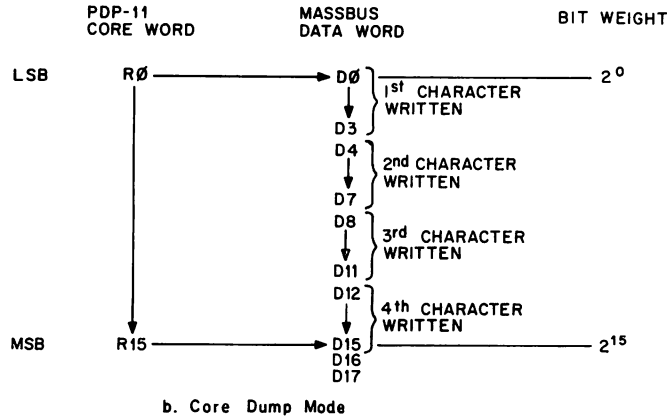 PDP-11 MASSBUS BIT WEIGHT
CORE WORD DATA WORD
LSB RØ DØ 2⁰
1st CHARACTER
WRITTEN
D3
D4
2nd CHARACTER
WRITTEN
D7
D8
3rd CHARACTER
WRITTEN
D11
D12
4th CHARACTER
WRITTEN
MSB R15 D15 2¹⁵
D16
D17
b. Core Dump Mode